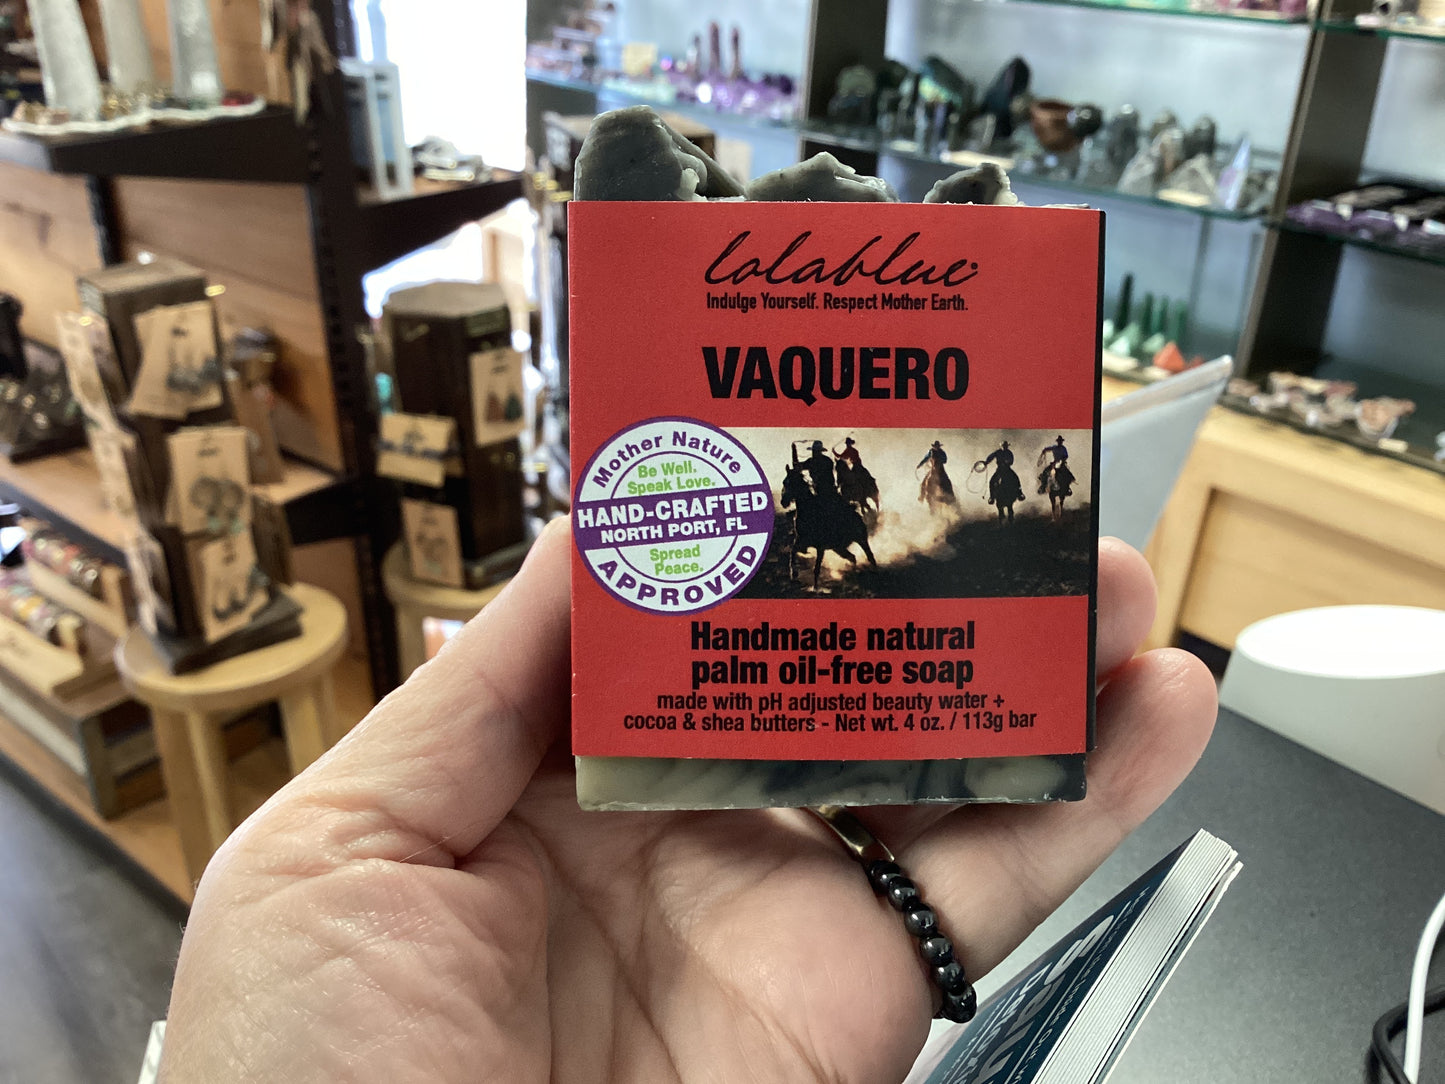 lolablue
Indulge Yourself. Respect Mother Earth.
VAQUERO
Mother Nature
Be Well.
Speak Love.
HAND-CRAFTED
NORTH PORT, FL
Spread
Peace.
APPROVED
Handmade natural
palm oil-free soap
made with pH adjusted beauty water +
cocoa & shea butters - Net wt. 4 oz. / 113g bar